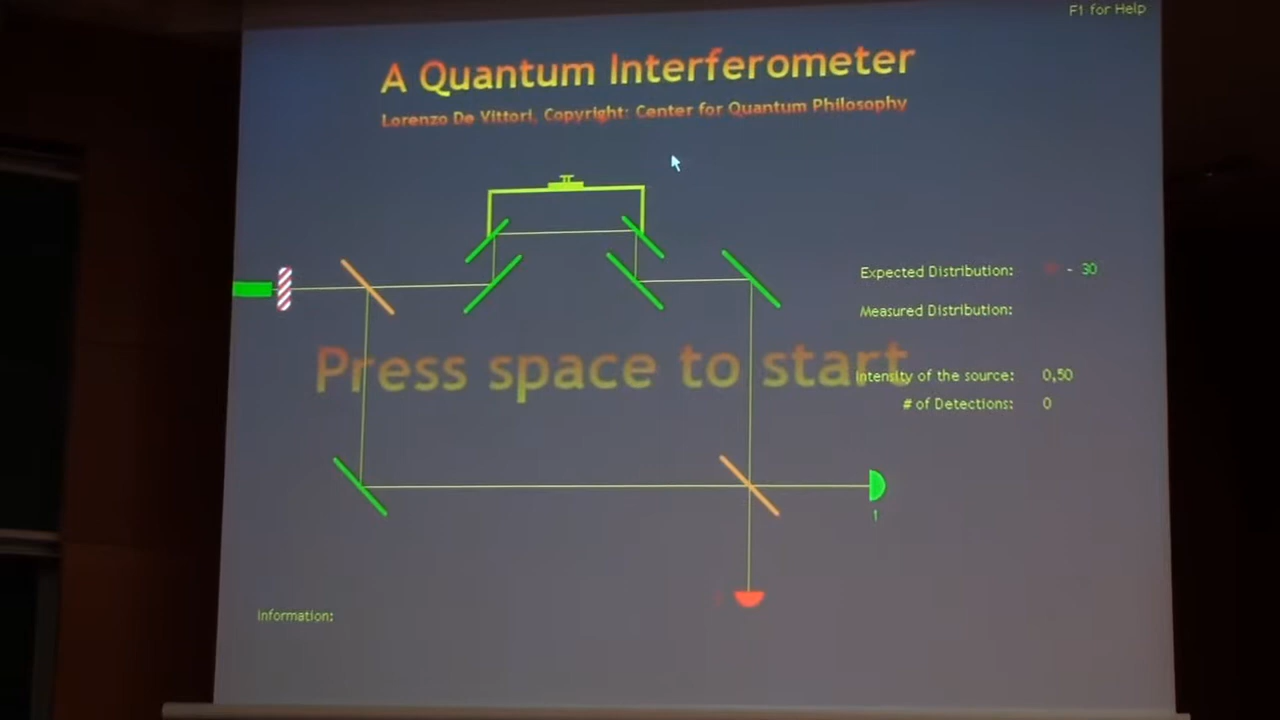 F1 for Help
A Quantum Interferometer
Lorenzo De Vittori, Copyright: Center for Quantum Philosophy
Expected Distribution: - 30
Measured Distribution:
Press space to start
Intensity of the source: 0,50
# of Detections: 0
1
Information: